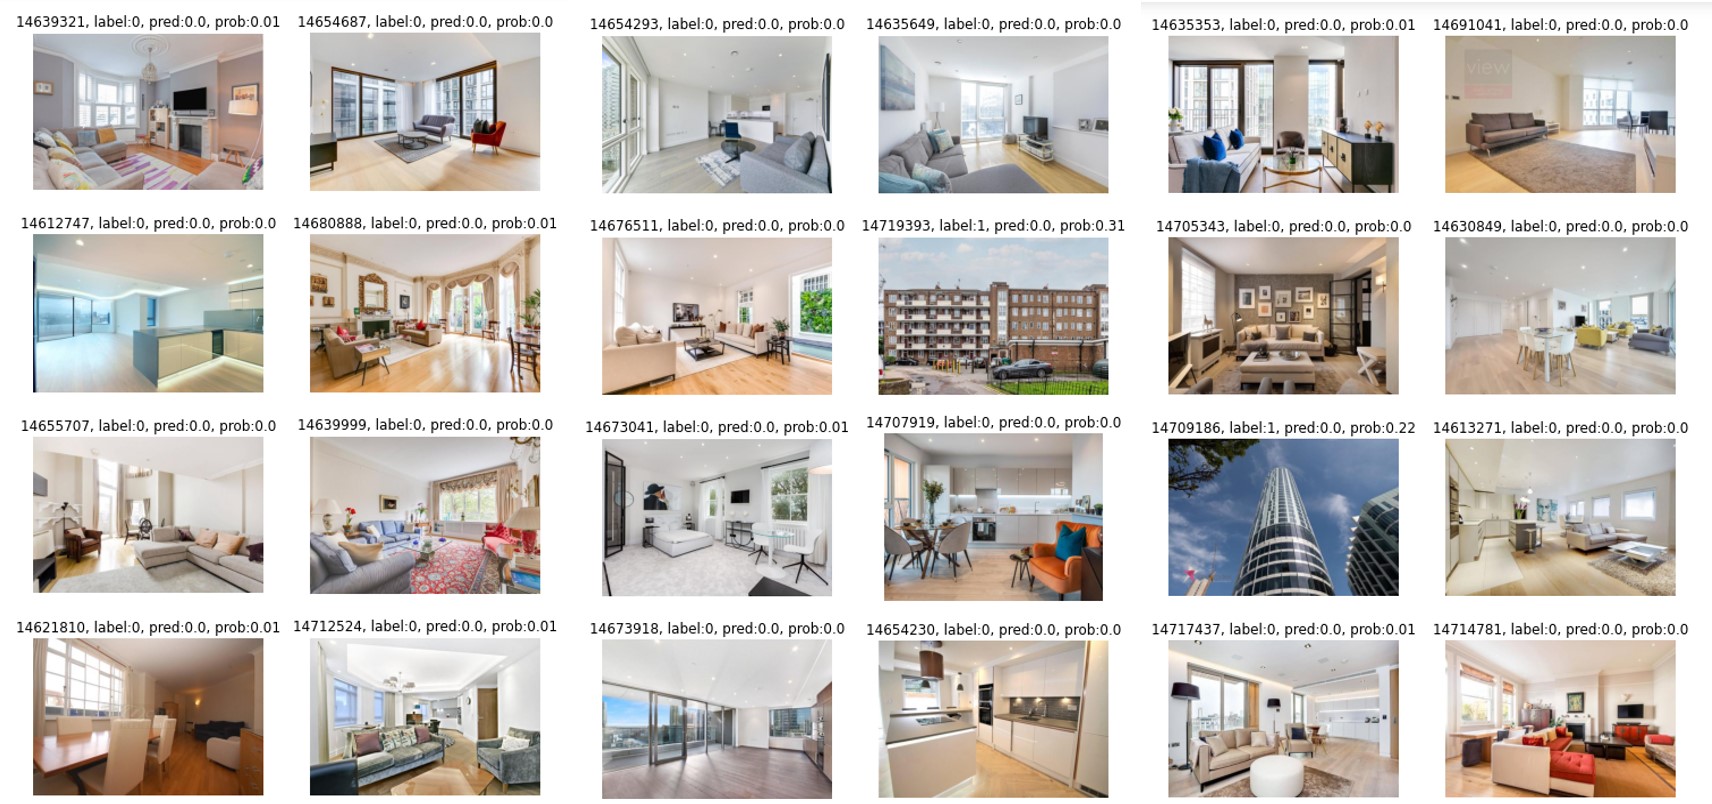 14639321, label:0, pred:0.0, prob:0.01
14654687, label:0, pred:0.0, prob:0.0
14654293, label:0, pred:0.0, prob:0.0
14635649, label:0, pred:0.0, prob:0.0
14635353, label:0, pred:0.0, prob:0.01
14691041, label:0, pred:0.0, prob:0.0
view
14612747, label:0, pred:0.0, prob:0.0
14680888, label:0, pred:0.0, prob:0.01
14676511, label:0, pred:0.0, prob:0.0
14719393, label:1, pred:0.0, prob:0.31
14705343, label:0, pred:0.0, prob:0.0
14630849, label:0, pred:0.0, prob:0.0
14655707, label:0, pred:0.0, prob:0.0
14639999, label:0, pred:0.0, prob:0.0
14673041, label:0, pred:0.0, prob:0.01
14707919, label:0, pred:0.0, prob:0.0
14709186, label:1, pred:0.0, prob:0.22
14613271, label:0, pred:0.0, prob:0.0
14621810, label:0, pred:0.0, prob:0.01
14712524, label:0, pred:0.0, prob:0.01
14673918, label:0, pred:0.0, prob:0.0
14654230, label:0, pred:0.0, prob:0.0
14717437, label:0, pred:0.0, prob:0.01
14714781, label:0, pred:0.0, prob:0.0